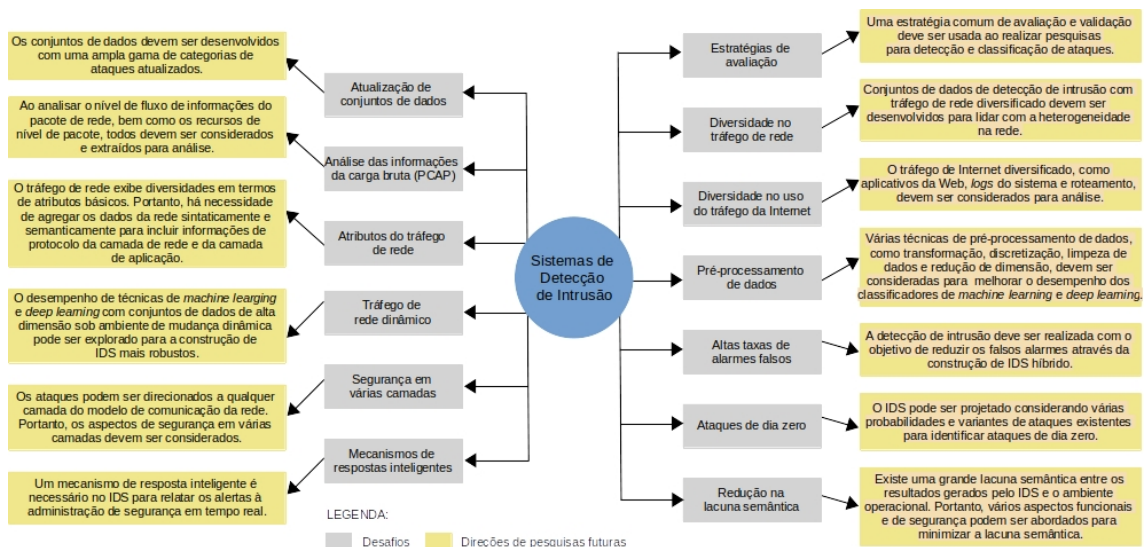 Os conjuntos de dados devem ser desenvolvidos
com uma ampla gama de categorias de
ataques atualizados.
Atualização de
conjuntos de dados
Ao analisar o nível de fluxo de informações do
pacote de rede, bem como os recursos de
nível de pacote, todos devem ser considerados
e extraídos para análise.
Análise das informações
da carga bruta (PCAP)
O tráfego de rede exibe diversidades em termos
de atributos básicos. Portanto, há necessidade
de agregar os dados da rede sintaticamente e
semanticamente para incluir informações de
protocolo da camada de rede e da camada
de aplicação.
Atributos do tráfego
de rede
O desempenho de técnicas de machine learging
e deep learning com conjuntos de dados de alta
dimensão sob ambiente de mudança dinâmica
pode ser explorado para a construção de
IDS mais robustos.
Tráfego de
rede dinâmico
Os ataques podem ser direcionados a qualquer
camada do modelo de comunicação da rede.
Portanto, os aspectos de segurança em várias
camadas devem ser considerados.
Segurança em
várias camadas
Um mecanismo de resposta inteligente é
necessário no IDS para relatar os alertas à
administração de segurança em tempo real.
Mecanismos de
respostas inteligentes
Sistemas de
Detecção
de Intrusão
Estratégias de
avaliação
Uma estratégia comum de avaliação e validação
deve ser usada ao realizar pesquisas
para detecção e classificação de ataques.
Diversidade no
tráfego de rede
Conjuntos de dados de detecção de intrusão com
tráfego de rede diversificado devem ser
desenvolvidos para lidar com a heterogeneidade
na rede.
Diversidade no uso
do tráfego da Internet
O tráfego de Internet diversificado, como
aplicativos da Web, logs do sistema e roteamento,
devem ser considerados para análise.
Pré-processamento
de dados
Várias técnicas de pré-processamento de dados,
como transformação, discretização, limpeza de
dados e redução de dimensão, devem ser
consideradas para melhorar o desempenho dos
classificadores de machine learning e deep learning.
Altas taxas de
alarmes falsos
A detecção de intrusão deve ser realizada com o
objetivo de reduzir os falsos alarmes através da
construção de IDS híbrido.
Ataques de dia zero
O IDS pode ser projetado considerando várias
probabilidades e variantes de ataques existentes
para identificar ataques de dia zero.
Redução na
lacuna semântica
Existe uma grande lacuna semântica entre os
resultados gerados pelo IDS e o ambiente
operacional. Portanto, vários aspectos funcionais
e de segurança podem ser abordados para
minimizar a lacuna semântica.
LEGENDA:
Desafios
Direções de pesquisas futuras